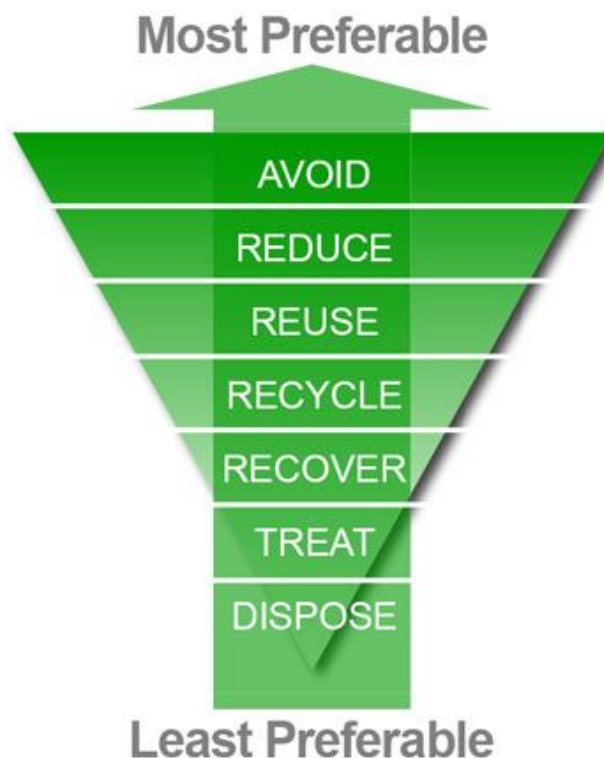 Most Preferable
AVOID
REDUCE
REUSE
RECYCLE
RECOVER
TREAT
DISPOSE
Least Preferable